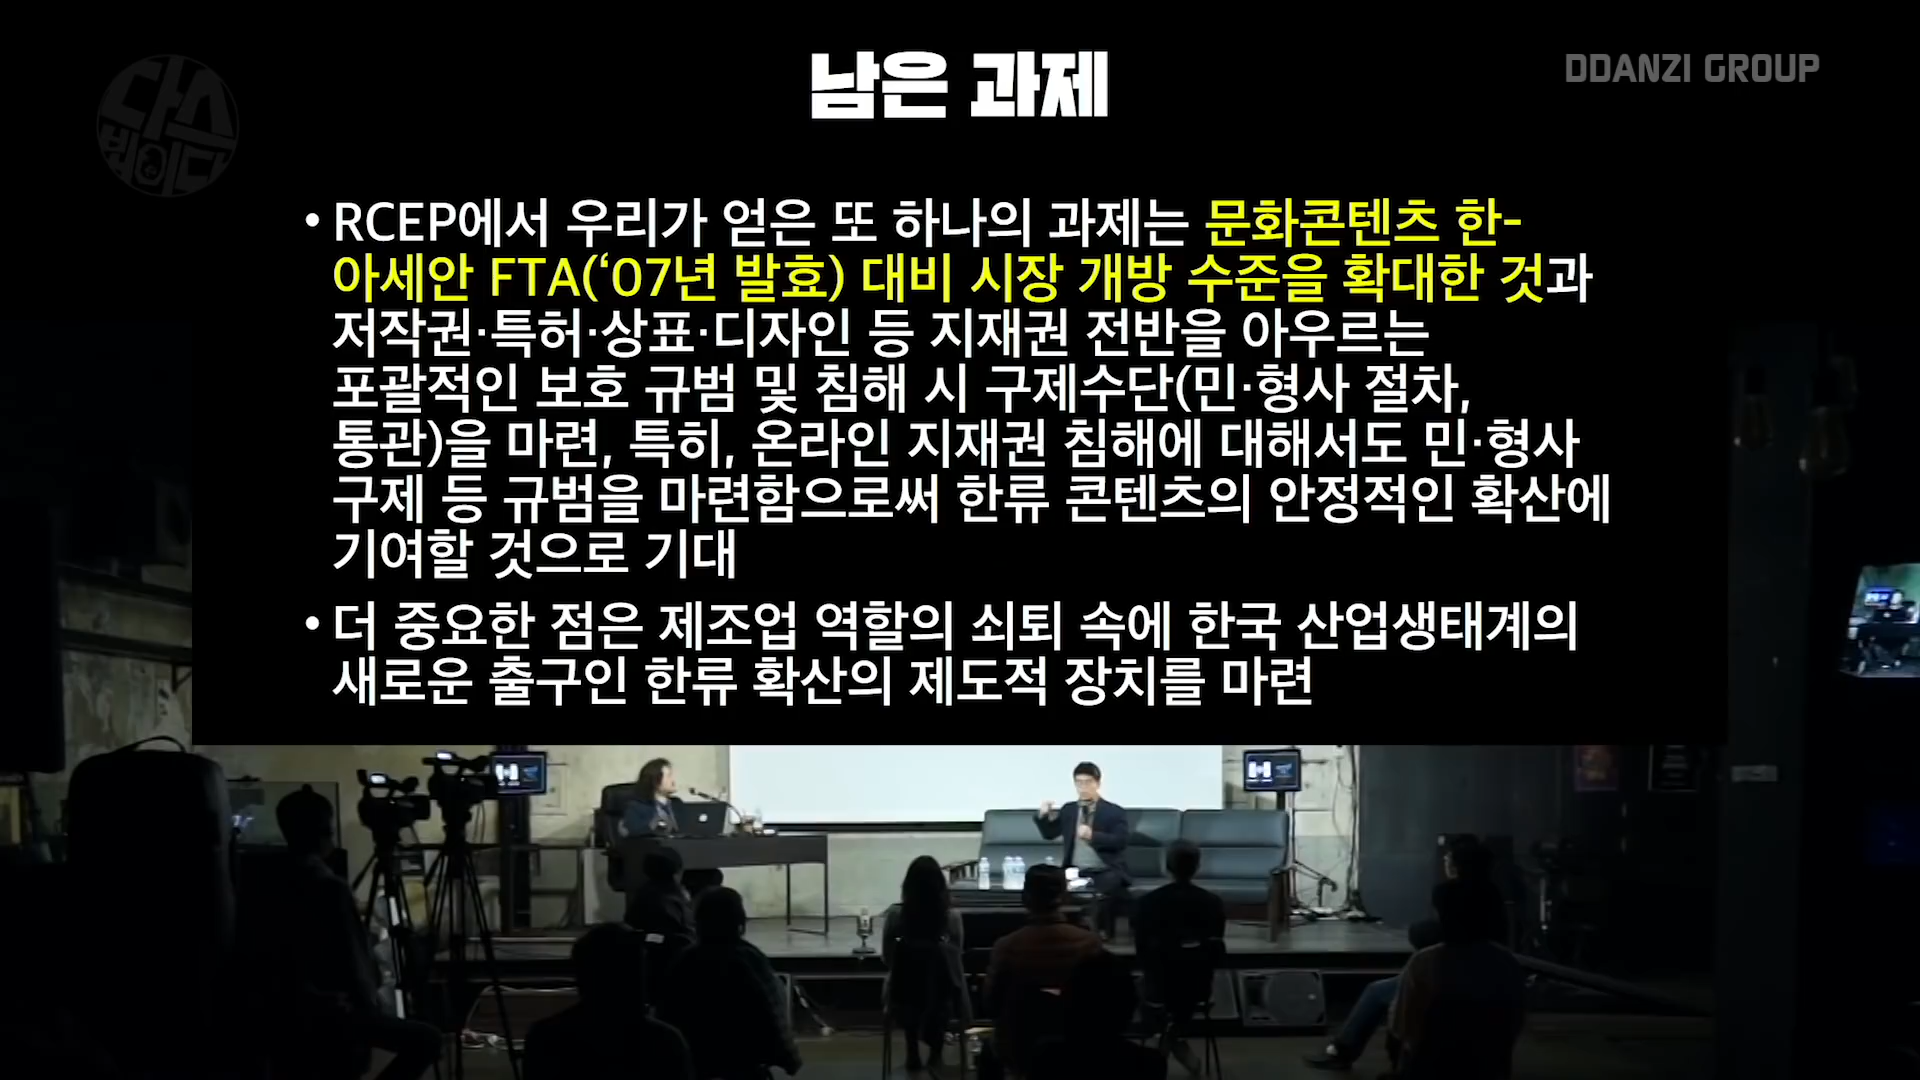 다스
뵈이다
DDANZI GROUP
남은 과제
• RCEP에서 우리가 얻은 또 하나의 과제는 문화콘텐츠 한-
아세안 FTA(‘07년 발효) 대비 시장 개방 수준을 확대한 것과
저작권·특허·상표·디자인 등 지재권 전반을 아우르는
포괄적인 보호 규범 및 침해 시 구제수단(민·형사 절차,
통관)을 마련, 특히, 온라인 지재권 침해에 대해서도 민·형사
구제 등 규범을 마련함으로써 한류 콘텐츠의 안정적인 확산에
기여할 것으로 기대
• 더 중요한 점은 제조업 역할의 쇠퇴 속에 한국 산업생태계의
새로운 출구인 한류 확산의 제도적 장치를 마련